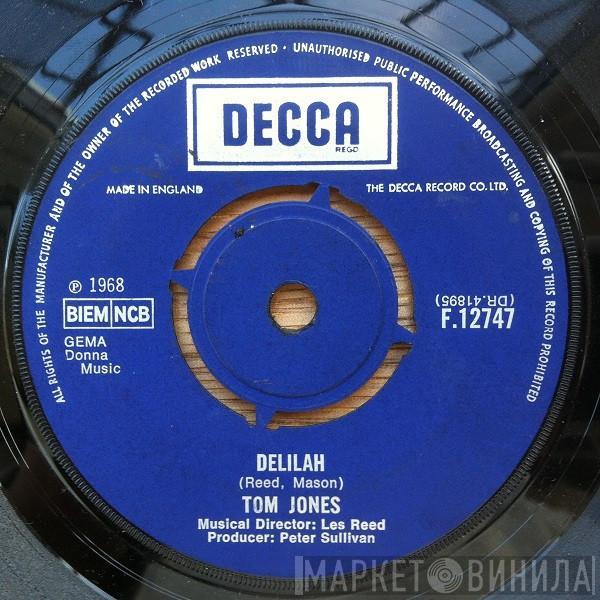 ALL RIGHTS OF THE MANUFACTURER AND OF THE OWNER OF THE RECORDED WORK RESERVED • UNAUTHORISED PUBLIC PERFORMANCE BROADCASTING AND COPYING OF THIS RECORD PROHIBITED
DECCA
REGD
MADE IN ENGLAND
THE DECCA RECORD CO. LTD.
℗ 1968
BIEM NCB
GEMA
Donna
Music
(DR.41895)
F.12747
DELILAH
(Reed, Mason)
TOM JONES
Musical Director: Les Reed
Producer: Peter Sullivan
МАРКЕТ ВИНИЛА